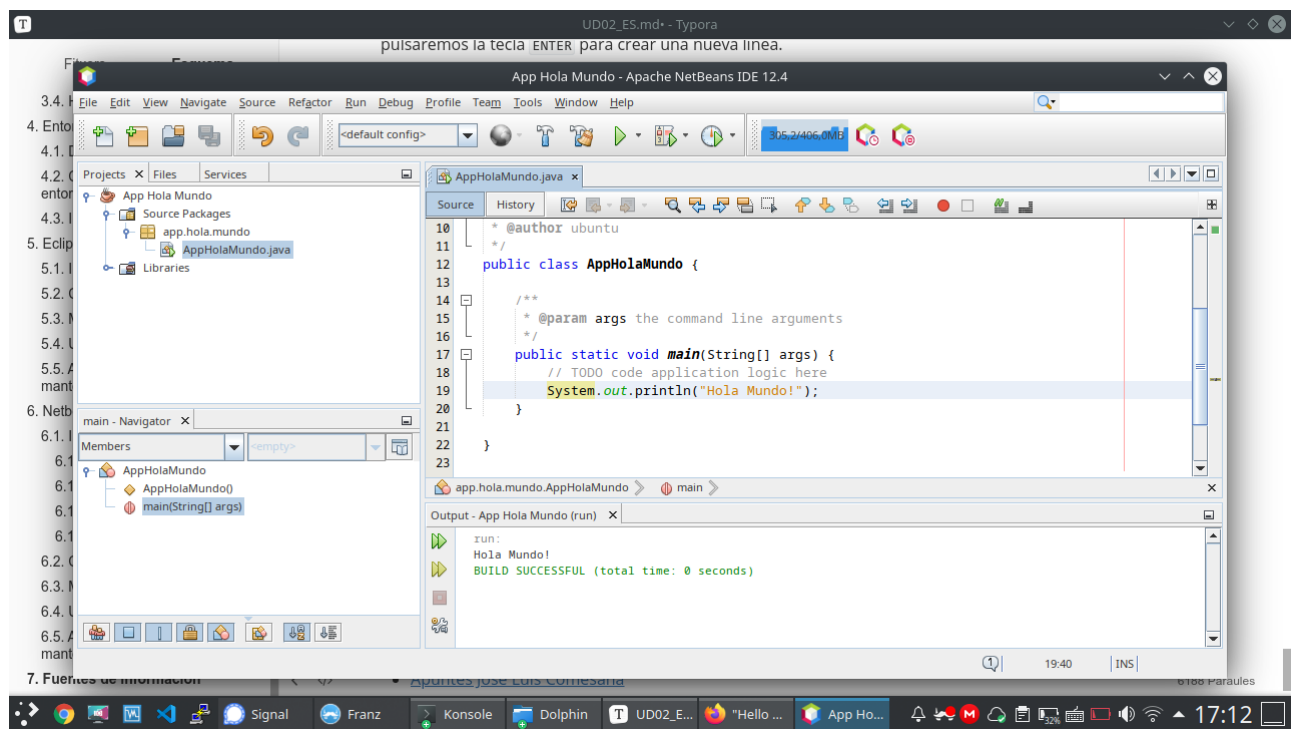 UD02_ES.md• - Typora
pulsaremos la tecla ENTER para crear una nueva línea.
App Hola Mundo - Apache NetBeans IDE 12.4
File Edit View Navigate Source Refactor Run Debug Profile Team Tools Window Help
<default config>
305,2/406,0MB
3.4.
4.
4.1.
4.2.
4.3.
5.
5.1.
5.2.
5.3.
5.4.
5.5.
6.
6.1.
6.2.
6.3.
6.4.
6.5.
7. Fuentes de información
Projects Files Services
App Hola Mundo
Source Packages
app.hola.mundo
AppHolaMundo.java
Libraries
main - Navigator
Members <empty>
AppHolaMundo
AppHolaMundo()
main(String[] args)
AppHolaMundo.java
Source History
10 * @author ubuntu
11 */
12 public class AppHolaMundo {
13
14 /**
15 * @param args the command line arguments
16 */
17 public static void main(String[] args) {
18 // TODO code application logic here
19 System.out.println("Hola Mundo!");
20 }
21
22 }
23
app.hola.mundo.AppHolaMundo main
Output - App Hola Mundo (run)
run:
Hola Mundo!
BUILD SUCCESSFUL (total time: 0 seconds)
1 19:40 INS
Apuntes José Luis Comesaña
6188 Paraules
Signal Franz Konsole Dolphin UD02_E... "Hello ... App Ho... 32% 17:12